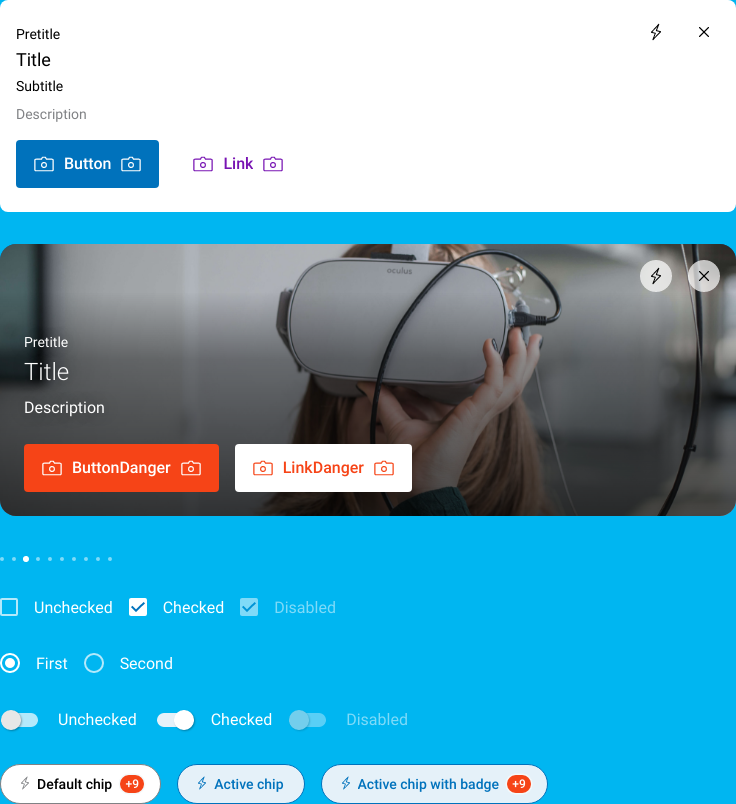 Pretitle
Title
Subtitle
Description
Button Link
oculus
Pretitle
Title
Description
ButtonDanger LinkDanger
Unchecked Checked Disabled
First Second
Unchecked Checked Disabled
Default chip +9 Active chip Active chip with badge +9